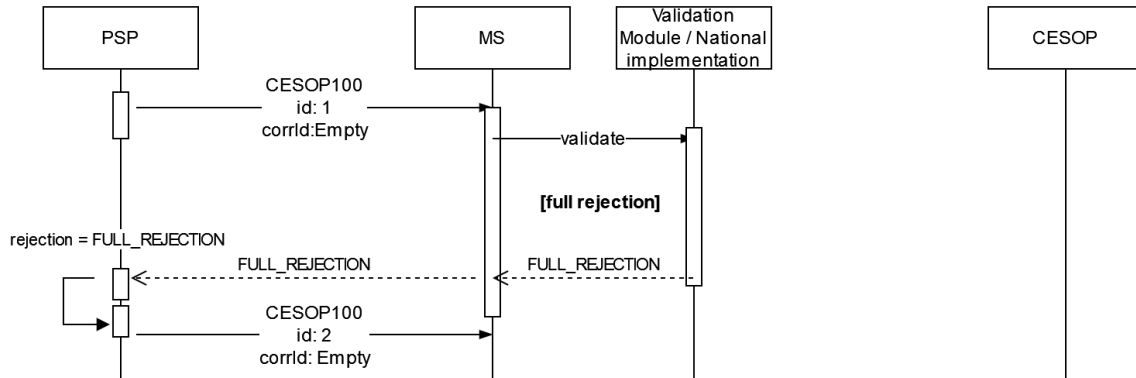 PSP
MS
Validation
Module / National
implementation
CESOP
CESOP100
id: 1
corrId:Empty
validate
[full rejection]
rejection = FULL_REJECTION
FULL_REJECTION
FULL_REJECTION
CESOP100
id: 2
corrId: Empty